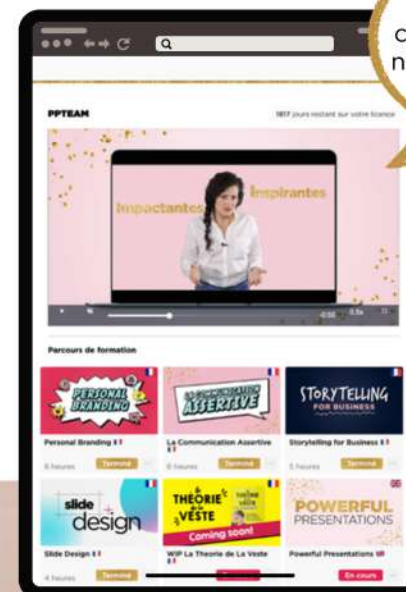 PPTEAM
1817 jours restant sur votre licence
Impactantes
Inspirantes
Parcours de formation
PERSONAL BRANDING
LA COMMUNICATION ASSERTIVE
STORYTELLING FOR BUSINESS
Personal Branding
La Communication Assertive
Storytelling for Business
6 heures
Terminé
6 heures
Terminé
5 heures
Terminé
slide design
THÉORIE de la VESTE
Coming soon!
POWERFUL PRESENTATIONS
Slide Design
WIP La Theorie de La Veste
Powerful Presentations
4 heures
Terminé
En cours